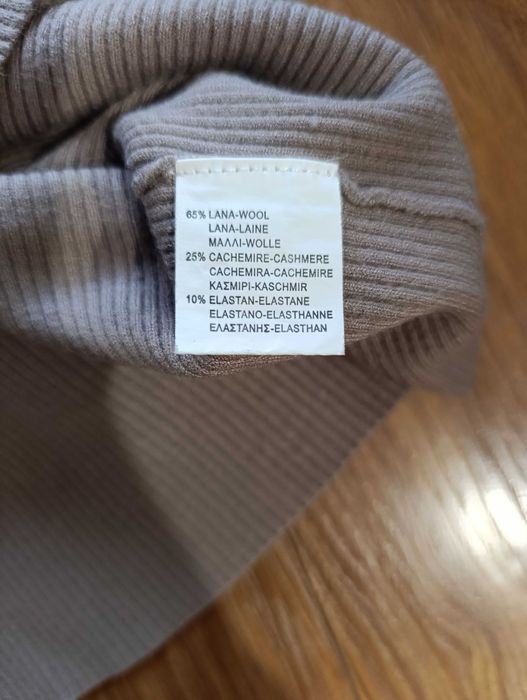 65% LANA-WOOL
LANA-LAINE
ΜΑΛΛΙ-WOLLE
25% CACHEMIRE-CASHMERE
CACHEMIRA-CACHEMIRE
ΚΑΣΜΙΡΙ-KASCHMIR
10% ELASTAN-ELASTANE
ELASTANO-ELASTHANNE
ΕΛΑΣΤΑΝΗΣ-ELASTHAN